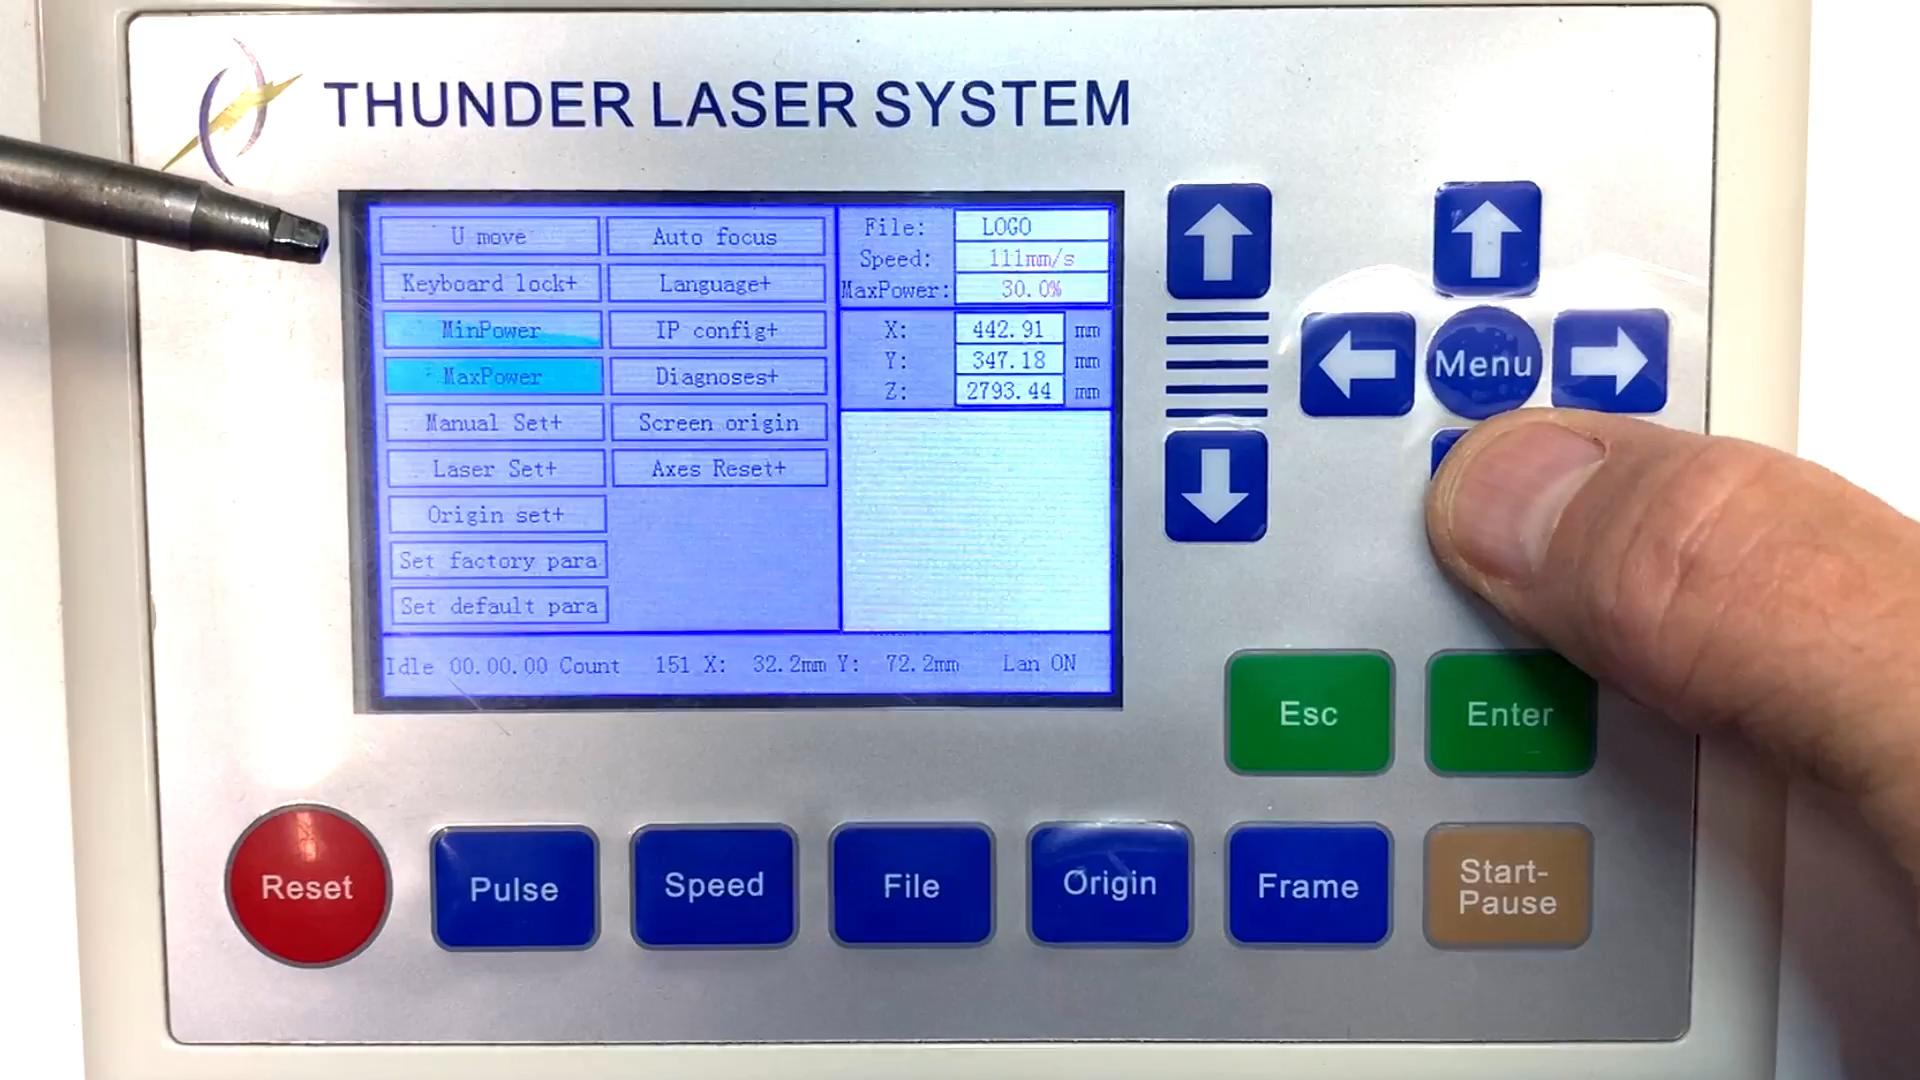 THUNDER LASER SYSTEM
U move
Auto focus
Keyboard lock+
Language+
MinPower
IP config+
MaxPower
Diagnoses+
Manual Set+
Screen origin
Laser Set+
Axes Reset+
Origin set+
Set factory para
Set default para
File: LOGO
Speed: 111mm/s
MaxPower: 30.0%
X: 442.91 mm
Y: 347.18 mm
Z: 2793.44 mm
Idle 00.00.00 Count 151 X: 32.2mm Y: 72.2mm Lan ON
Menu
Esc
Enter
Reset
Pulse
Speed
File
Origin
Frame
Start-
Pause